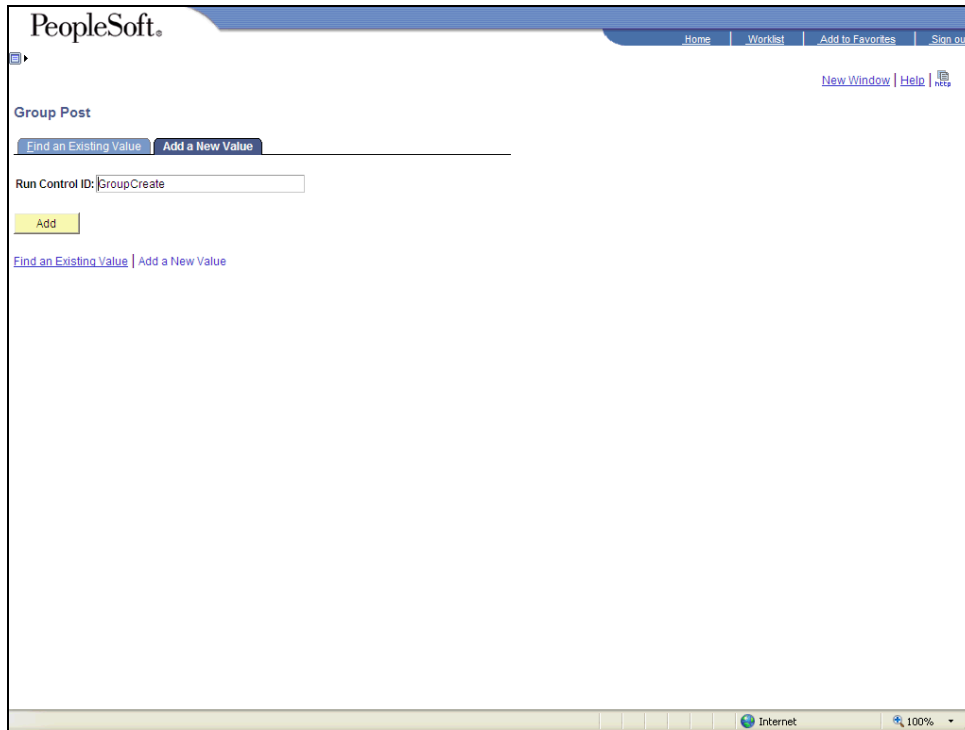 PeopleSoft®
Home Worklist Add to Favorites Sign ou
New Window | Help | http
Group Post
Find an Existing Value Add a New Value
Run Control ID: GroupCreate
Add
Find an Existing Value | Add a New Value
Internet 100%